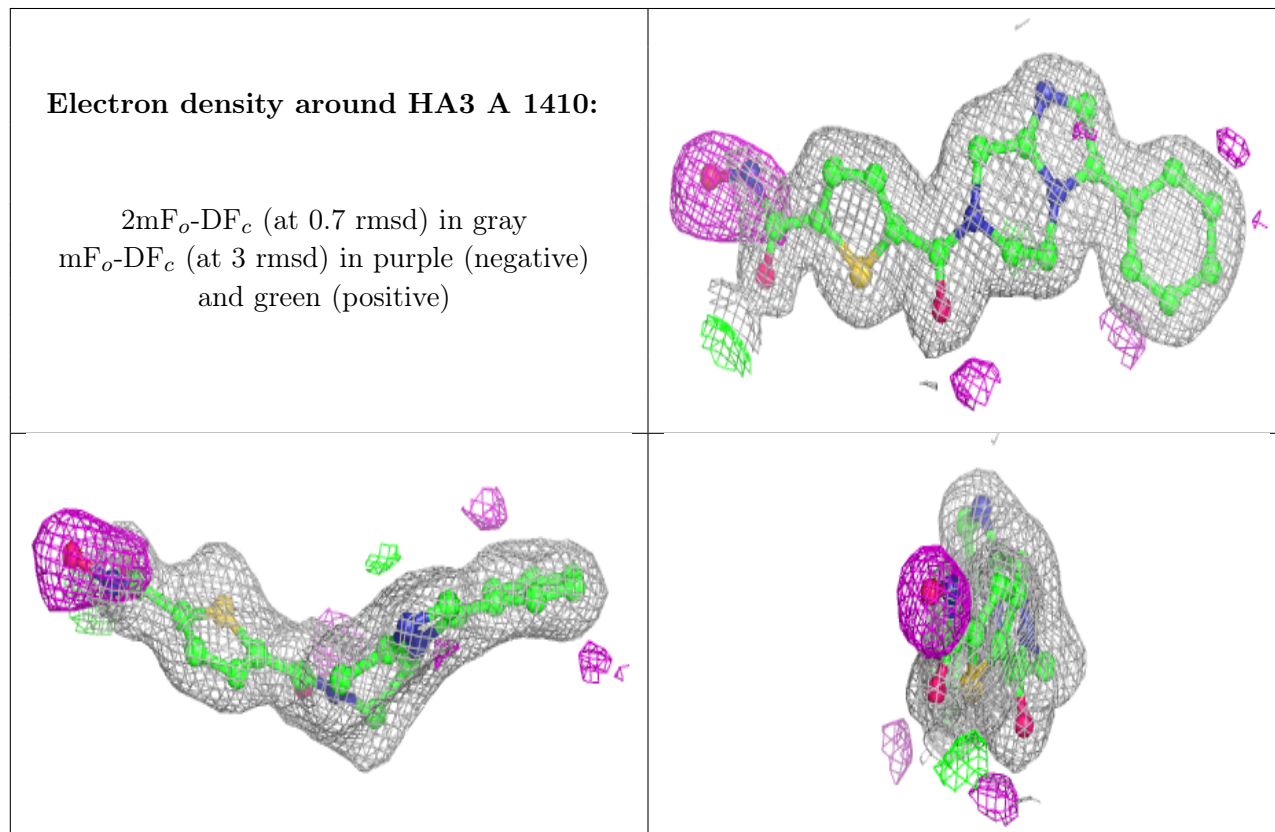 Electron density around HA3 A 1410:
2mFo-DFc (at 0.7 rmsd) in gray
mFo-DFc (at 3 rmsd) in purple (negative)
and green (positive)